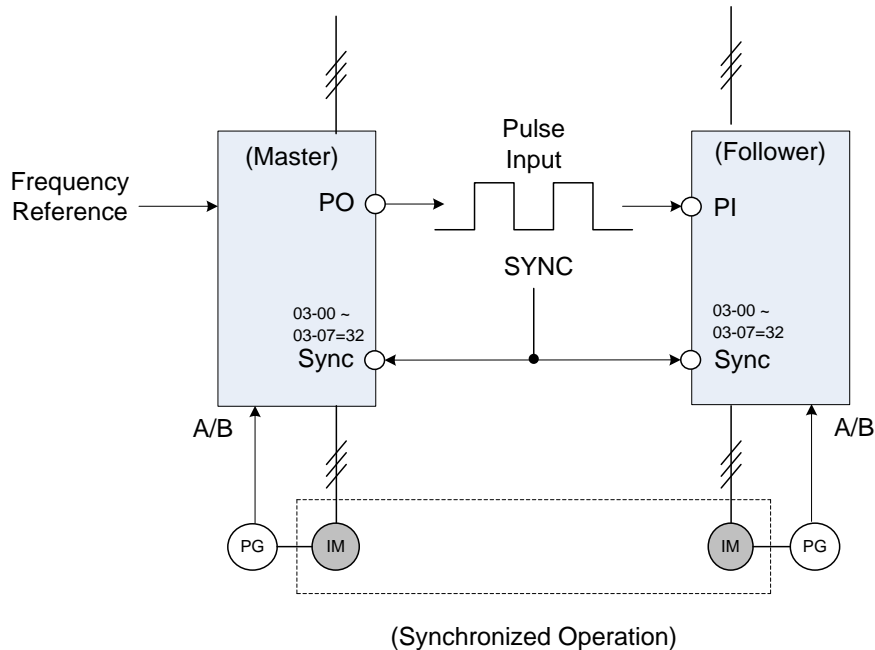 (Master)
Pulse
Input
(Follower)
Frequency
Reference
PO
PI
SYNC
03-00 ~
03-07=32
Sync
03-00 ~
03-07=32
Sync
A/B
A/B
PG
IM
IM
PG
(Synchronized Operation)